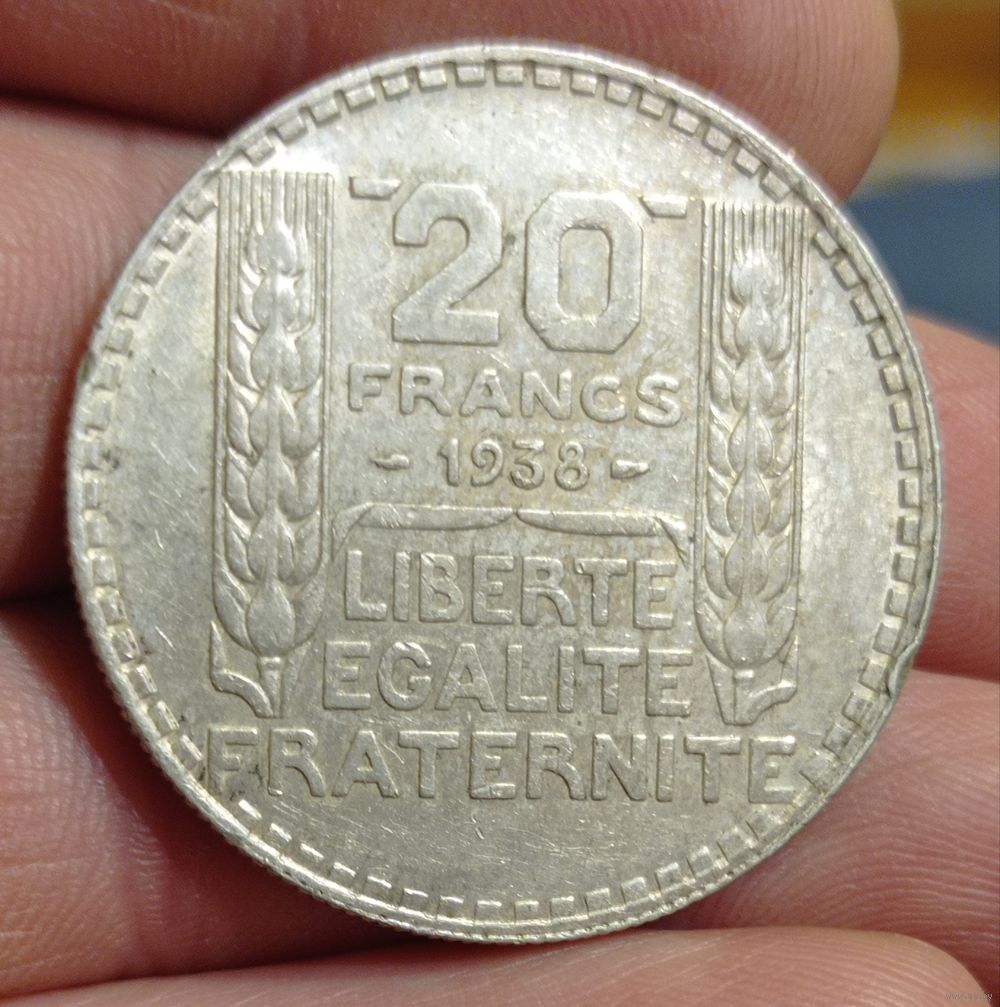 20
FRANCS
- 1938 -
LIBERTE
EGALITE
FRATERNITE